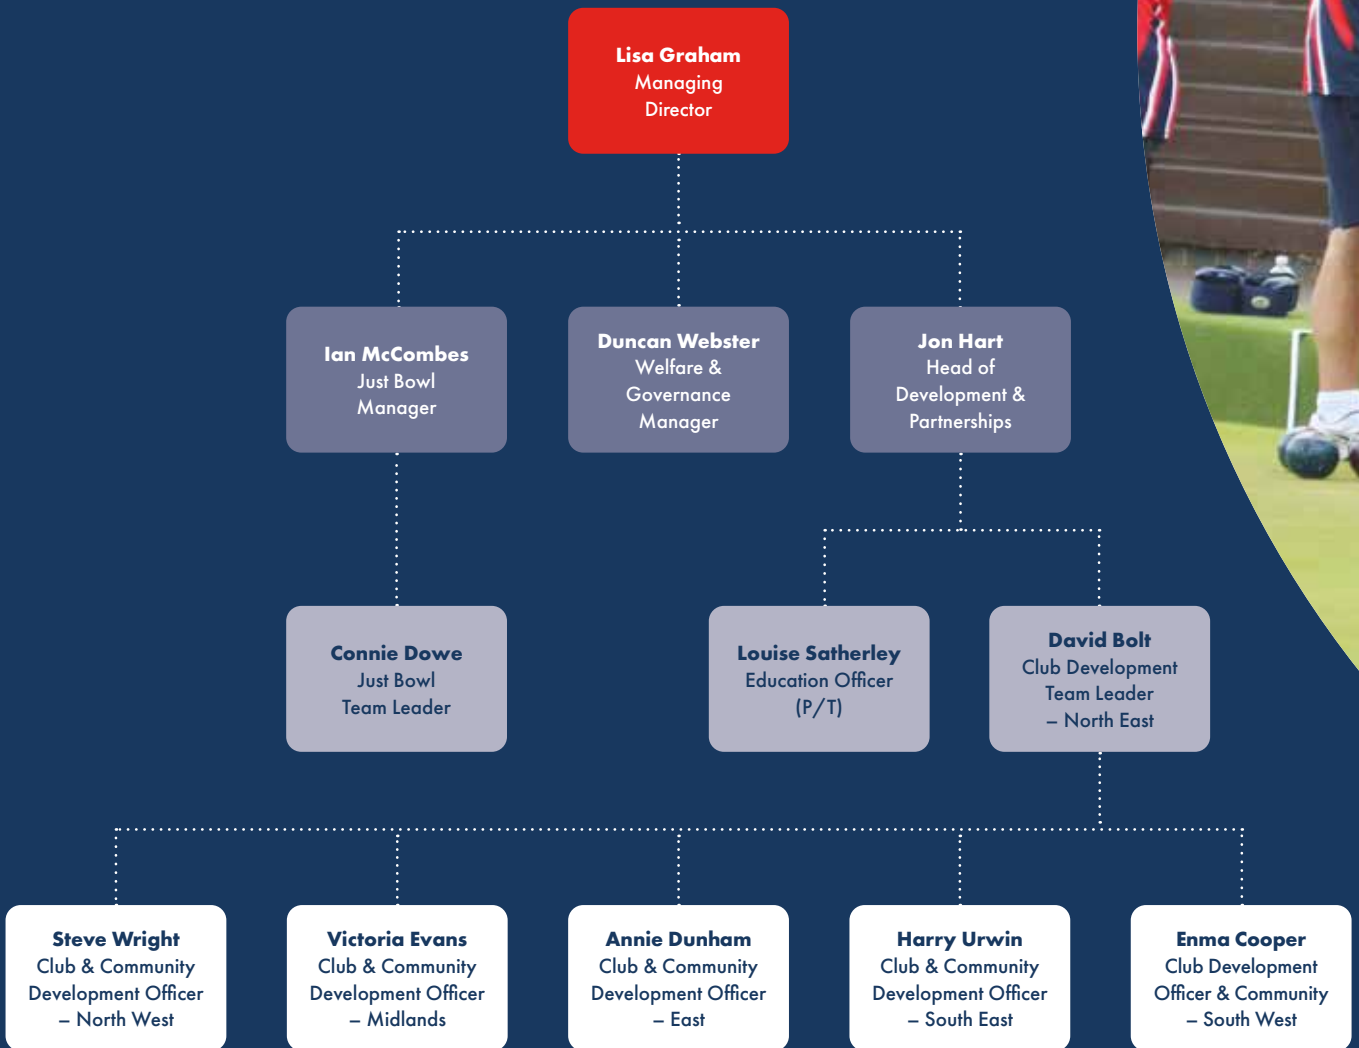 Lisa Graham
Managing
Director
Ian McCombes
Just Bowl
Manager
Duncan Webster
Welfare &
Governance
Manager
Jon Hart
Head of
Development &
Partnerships
Connie Dowe
Just Bowl
Team Leader
Louise Satherley
Education Officer
(P/T)
David Bolt
Club Development
Team Leader
– North East
Steve Wright
Club & Community
Development Officer
– North West
Victoria Evans
Club & Community
Development Officer
– Midlands
Annie Dunham
Club & Community
Development Officer
– East
Harry Urwin
Club & Community
Development Officer
– South East
Enma Cooper
Club Development
Officer & Community
– South West